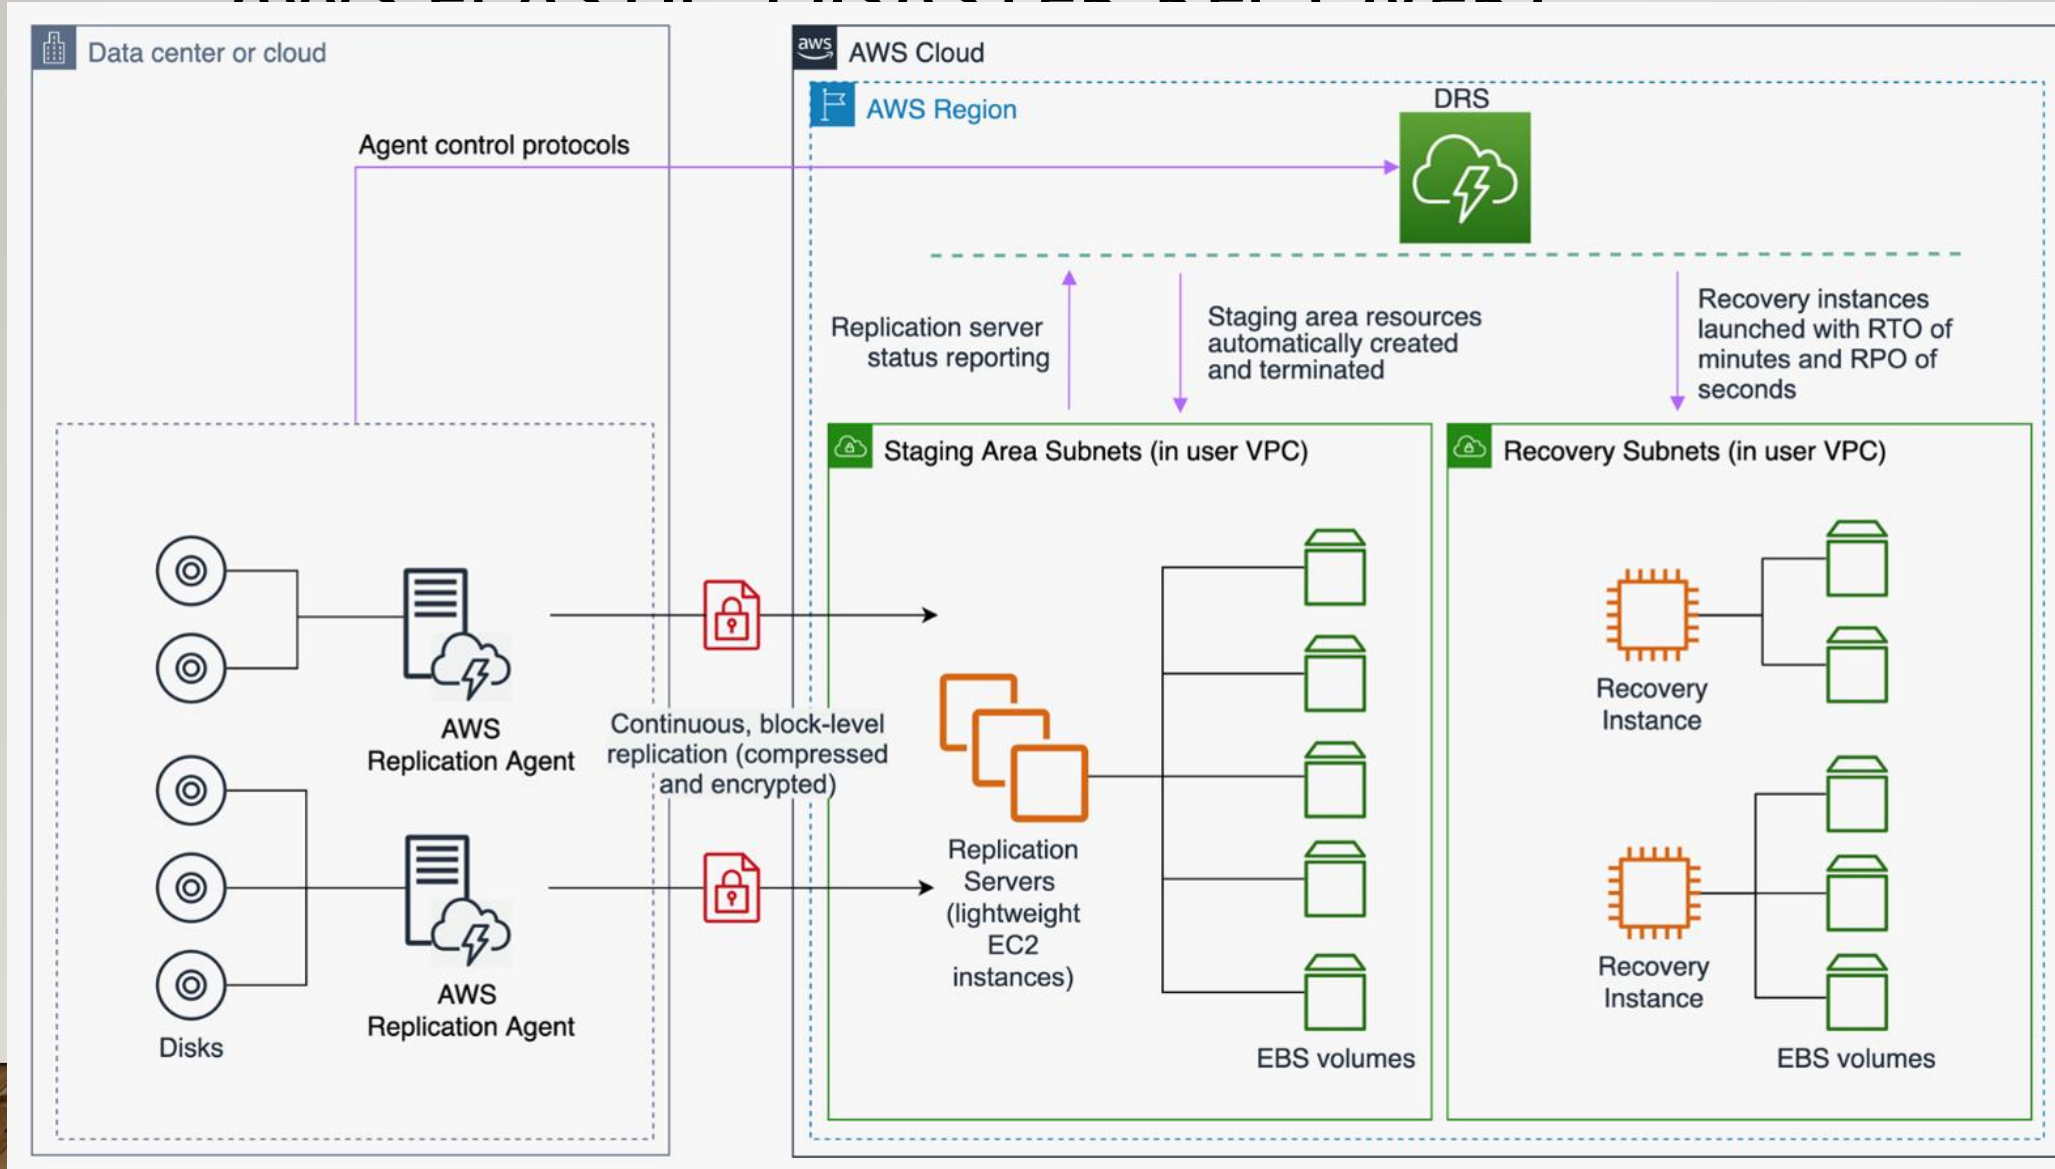 Data center or cloud
aws
AWS Cloud
AWS Region
DRS
Agent control protocols
Replication server
status reporting
Staging area resources
automatically created
and terminated
Recovery instances
launched with RTO of
minutes and RPO of
seconds
Staging Area Subnets (in user VPC)
Recovery Subnets (in user VPC)
AWS
Replication Agent
Continuous, block-level
replication (compressed
and encrypted)
AWS
Replication Agent
Disks
Replication
Servers
(lightweight
EC2
instances)
EBS volumes
Recovery
Instance
Recovery
Instance
EBS volumes